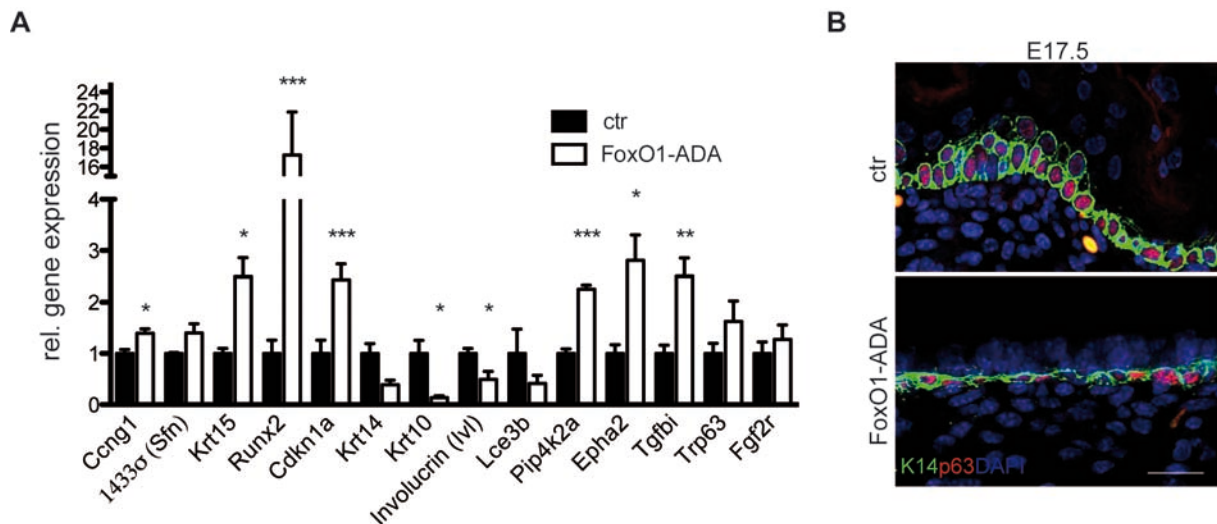 A
rel. gene expression
24
22
20
18
16
4
3
2
1
0
***
*
*
***
*
*
***
*
**
ctr
FoxO1-ADA
Ccng1
1433σ (Sfn)
Krt15
Runx2
Cdkn1a
Krt14
Krt10
Involucrin (Ivl)
Lce3b
Pip4k2a
Epha2
Tgfbi
Trp63
Fgf2r
B
E17.5
ctr
FoxO1-ADA
K14p63DAPI